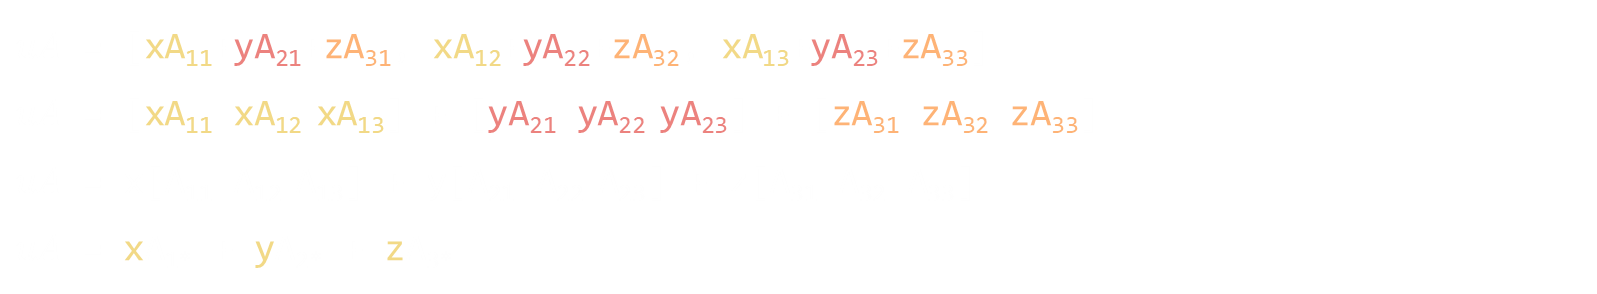 xA₁₁ yA₂₁ zA₃₁ xA₁₂ yA₂₂ zA₃₂ xA₁₃ yA₂₃ zA₃₃
xA₁₁ xA₁₂ xA₁₃ yA₂₁ yA₂₂ yA₂₃ zA₃₁ zA₃₂ zA₃₃
x y z